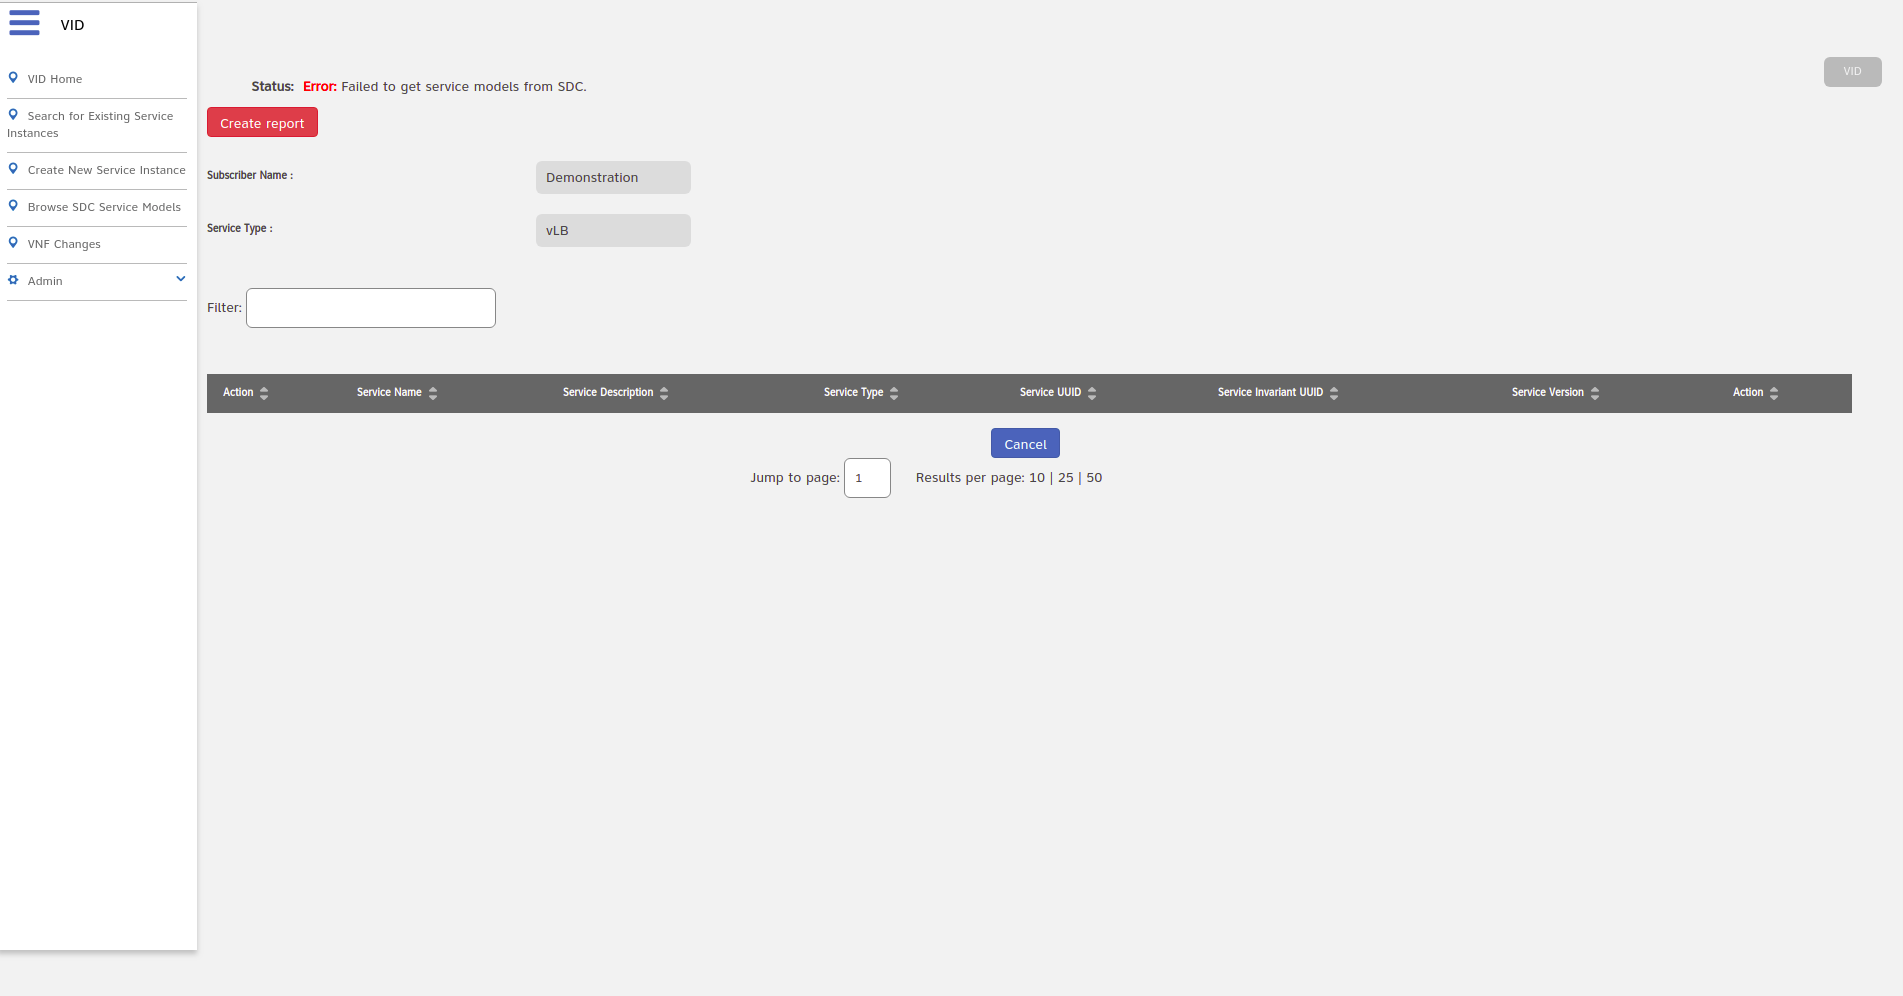 VID
VID Home
Search for Existing Service
Instances
Create New Service Instance
Browse SDC Service Models
VNF Changes
Admin
VID
Status: Error: Failed to get service models from SDC.
Create report
Subscriber Name :
Demonstration
Service Type :
vLB
Filter:
Action Service Name Service Description Service Type Service UUID Service Invariant UUID Service Version Action
Cancel
Jump to page: 1 Results per page: 10 | 25 | 50